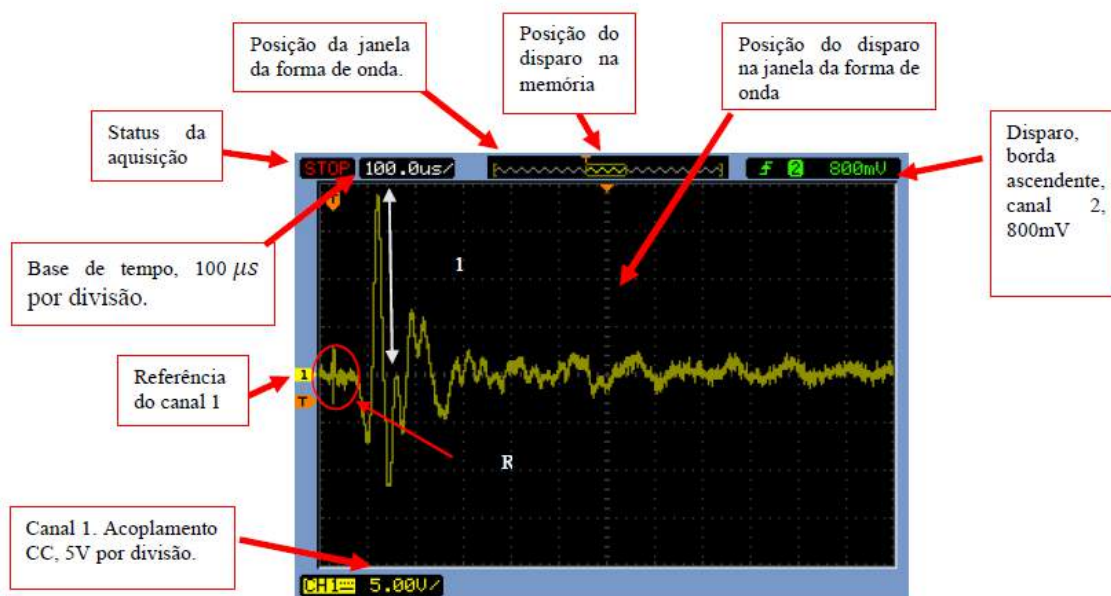 Posição da janela
da forma de onda.
Posição do
disparo na
memória
Posição do disparo
na janela da forma de
onda
Status da
aquisição
Disparo,
borda
ascendente,
canal 2,
800mV
STOP 100.0us/ 2 800mV
T
1
Base de tempo, 100 μs
por divisão.
Referência
do canal 1
1
T
R
Canal 1. Acoplamento
CC, 5V por divisão.
CH1 5.00V/